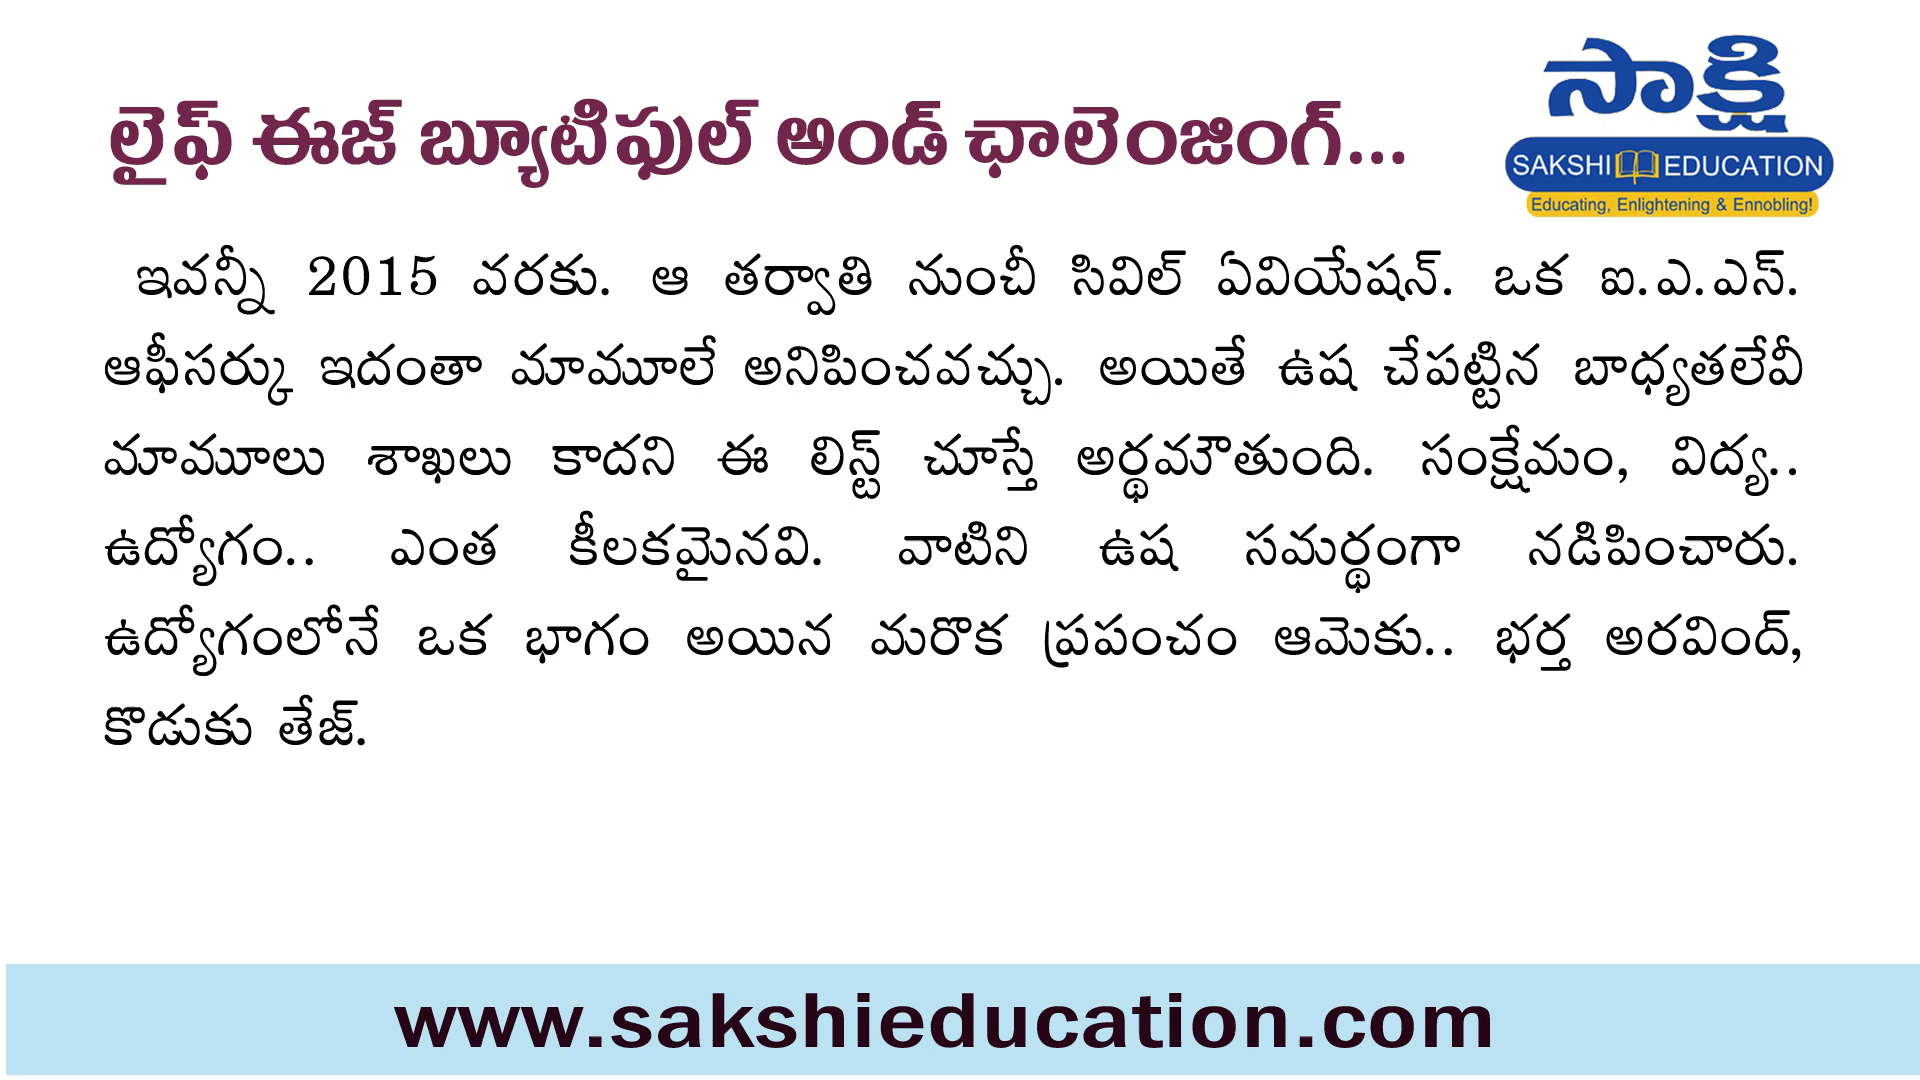 సాక్షి
లైఫ్ ఈజ్ బ్యూటిఫుల్ అండ్ ఛాలెంజింగ్...
SAKSHI EDUCATION
Educating, Enlightening & Ennobling!
ఇవన్నీ 2015 వరకు. ఆ తర్వాతి నుంచీ సివిల్ ఏవియేషన్. ఒక ఐ.ఎ.ఎస్.
ఆఫీసర్కు ఇదంతా మామూలే అనిపించవచ్చు. అయితే ఉష చేపట్టిన బాధ్యతలేవీ
మామూలు శాఖలు కాదని ఈ లిస్ట్ చూస్తే అర్థమౌతుంది. సంక్షేమం, విద్య..
ఉద్యోగం.. ఎంత కీలకమైనవి. వాటిని ఉష సమర్థంగా నడిపించారు.
ఉద్యోగంలోనే ఒక భాగం అయిన మరొక ప్రపంచం ఆమెకు.. భర్త అరవింద్,
కొడుకు తేజ్.
www.sakshieducation.com